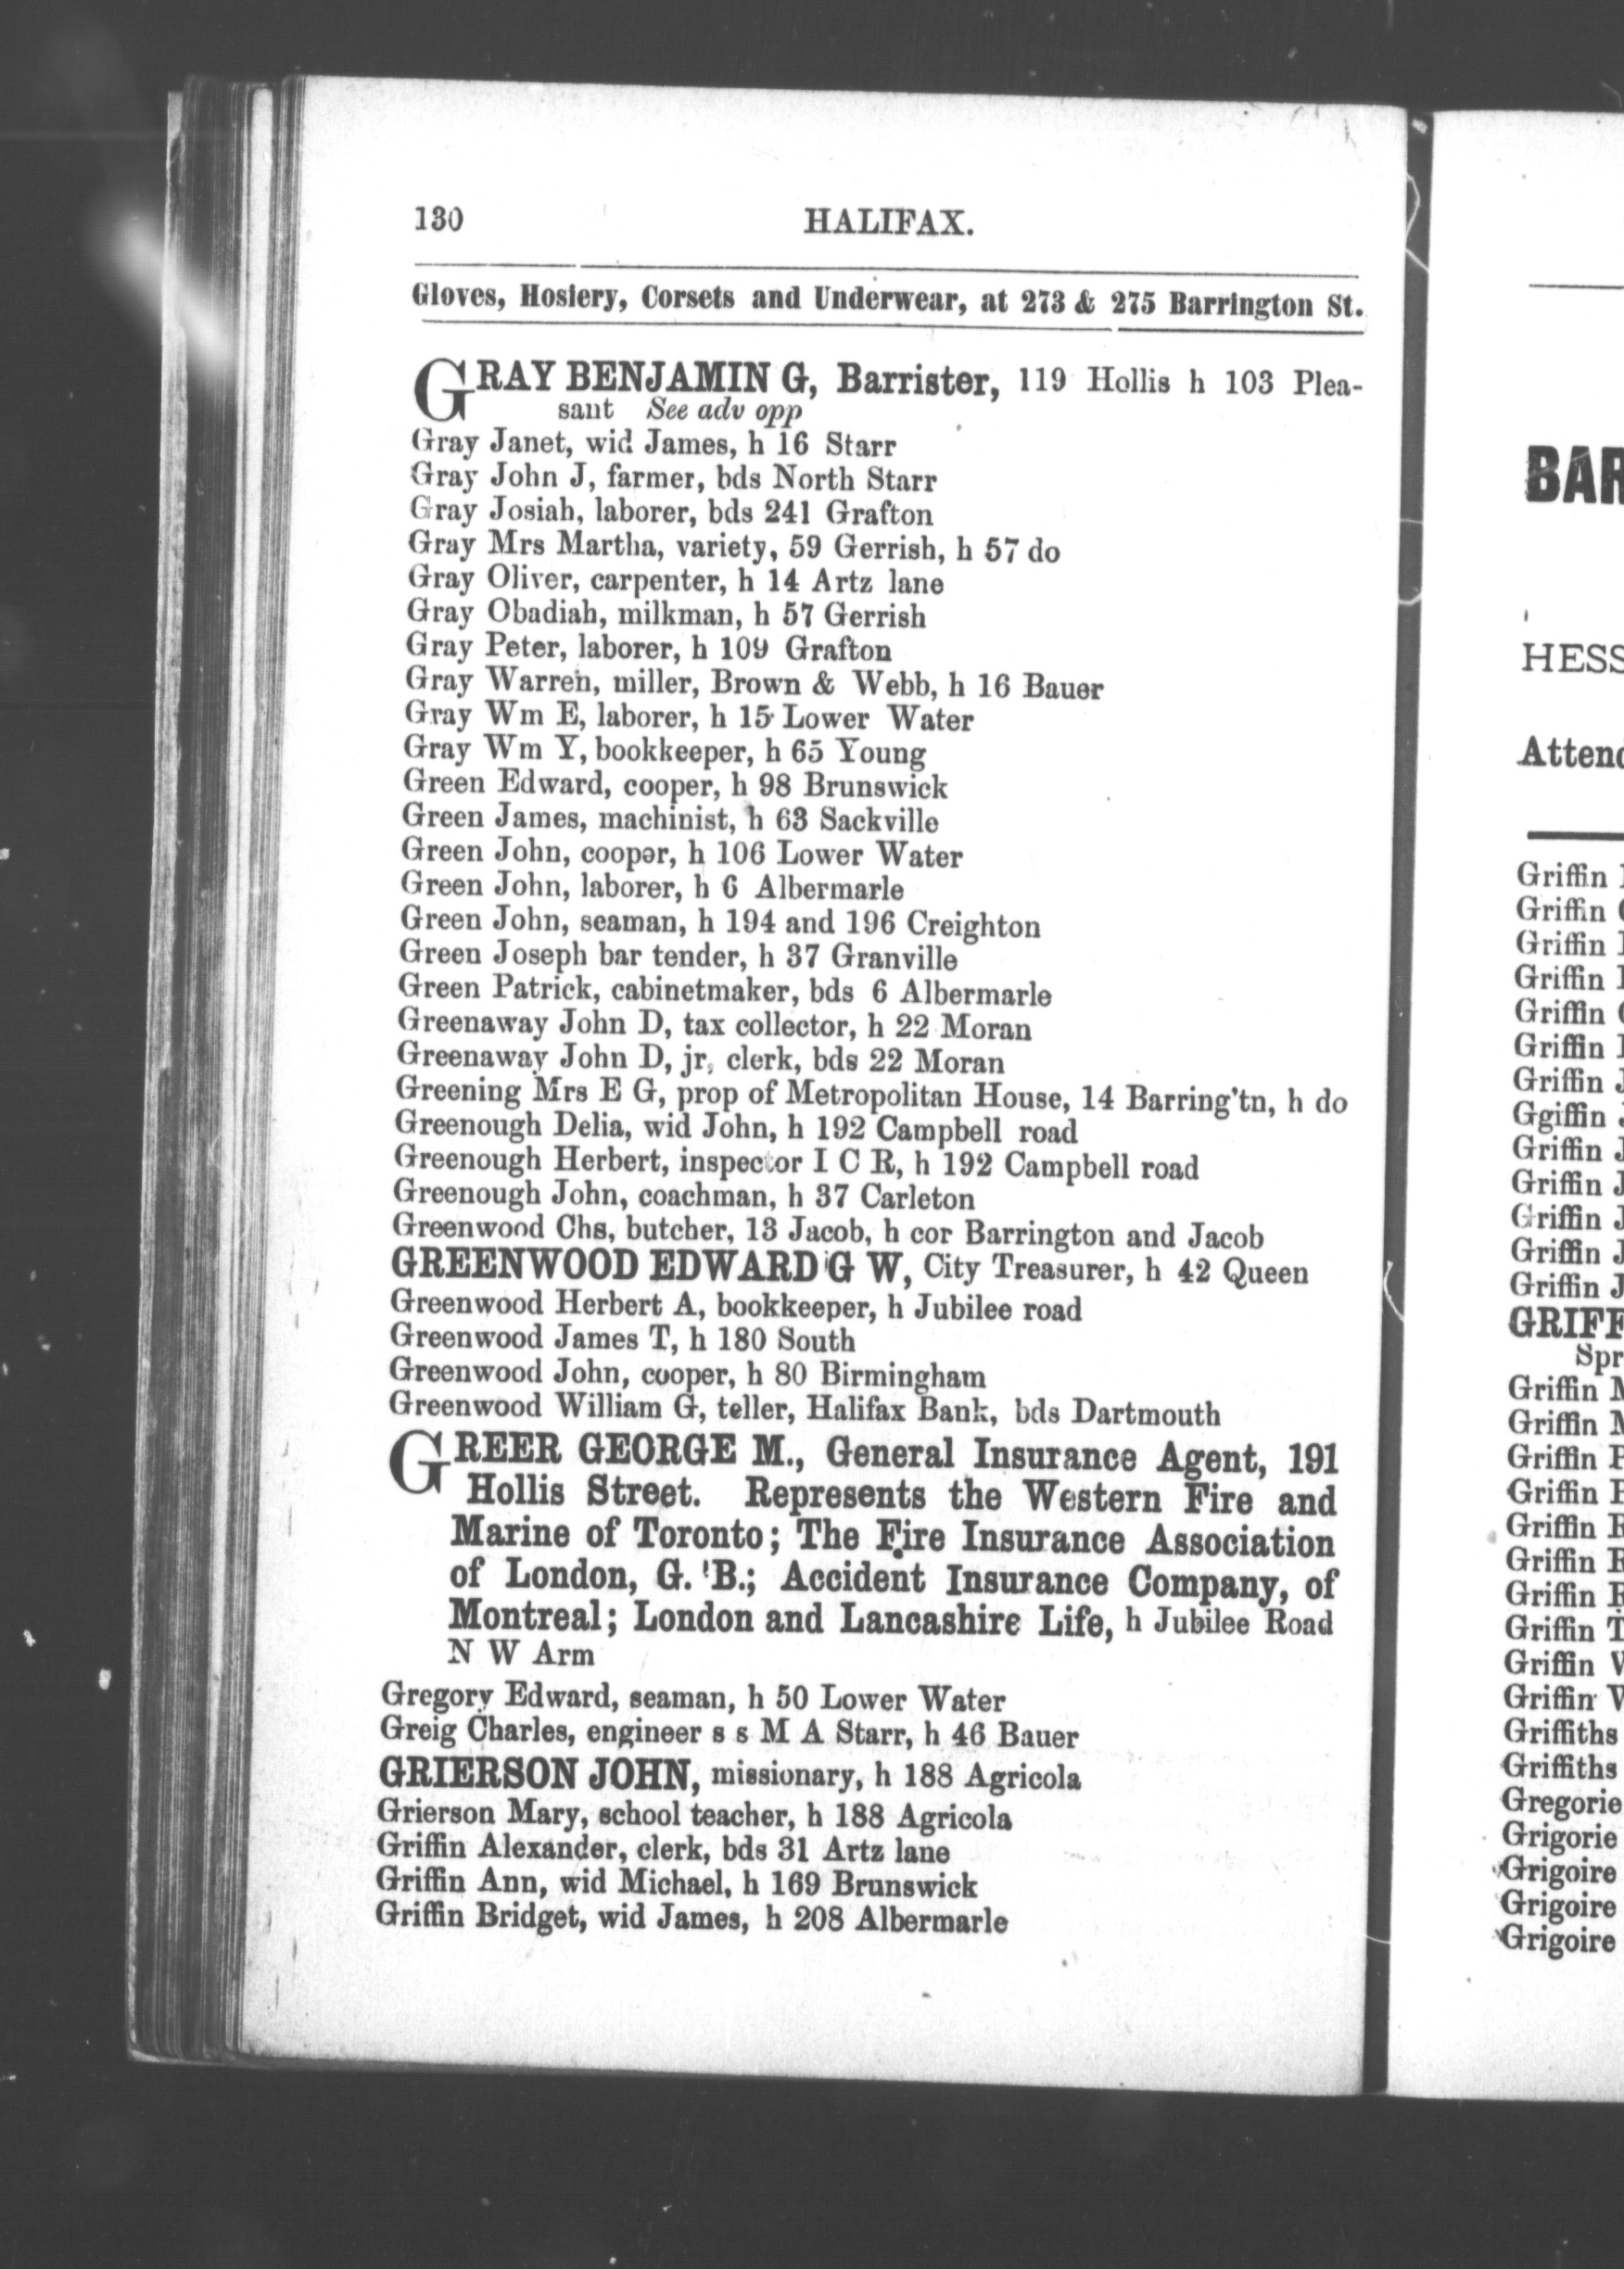 130 HALIFAX.
Gloves, Hosiery, Corsets and Underwear, at 273 & 275 Barrington St.
GRAY BENJAMIN G, Barrister, 119 Hollis h 103 Plea-
sant See adv opp
Gray Janet, wid James, h 16 Starr
Gray John J, farmer, bds North Starr
Gray Josiah, laborer, bds 241 Grafton
Gray Mrs Martha, variety, 59 Gerrish, h 57 do
Gray Oliver, carpenter, h 14 Artz lane
Gray Obadiah, milkman, h 57 Gerrish
Gray Peter, laborer, h 109 Grafton
Gray Warren, miller, Brown & Webb, h 16 Bauer
Gray Wm E, laborer, h 15 Lower Water
Gray Wm Y, bookkeeper, h 65 Young
Green Edward, cooper, h 98 Brunswick
Green James, machinist, h 63 Sackville
Green John, cooper, h 106 Lower Water
Green John, laborer, h 6 Albermarle
Green John, seaman, h 194 and 196 Creighton
Green Joseph bar tender, h 37 Granville
Green Patrick, cabinetmaker, bds 6 Albermarle
Greenaway John D, tax collector, h 22 Moran
Greenaway John D, jr, clerk, bds 22 Moran
Greening Mrs E G, prop of Metropolitan House, 14 Barring'tn, h do
Greenough Delia, wid John, h 192 Campbell road
Greenough Herbert, inspector I C R, h 192 Campbell road
Greenough John, coachman, h 37 Carleton
Greenwood Chs, butcher, 13 Jacob, h cor Barrington and Jacob
GREENWOOD EDWARD G W, City Treasurer, h 42 Queen
Greenwood Herbert A, bookkeeper, h Jubilee road
Greenwood James T, h 180 South
Greenwood John, cooper, h 80 Birmingham
Greenwood William G, teller, Halifax Bank, bds Dartmouth
GREER GEORGE M., General Insurance Agent, 191
Hollis Street. Represents the Western Fire and
Marine of Toronto; The Fire Insurance Association
of London, G. B.; Accident Insurance Company, of
Montreal; London and Lancashire Life, h Jubilee Road
N W Arm
Gregory Edward, seaman, h 50 Lower Water
Greig Charles, engineer s s M A Starr, h 46 Bauer
GRIERSON JOHN, missionary, h 188 Agricola
Grierson Mary, school teacher, h 188 Agricola
Griffin Alexander, clerk, bds 31 Artz lane
Griffin Ann, wid Michael, h 169 Brunswick
Griffin Bridget, wid James, h 208 Albermarle
BAR
HESS
Attend
Griffin
Griffin
Griffin
Griffin
Griffin
Griffin
Griffin J
Ggiffin J
Griffin J
Griffin J
Griffin J
Griffin J
Griffin J
GRIFF
Spr
Griffin
Griffin
Griffin
Griffin
Griffin
Griffin
Griffin
Griffin
Griffin
Griffin
Griffiths
Griffiths
Gregorie
Grigorie
Grigoire
Grigoire
Grigoire